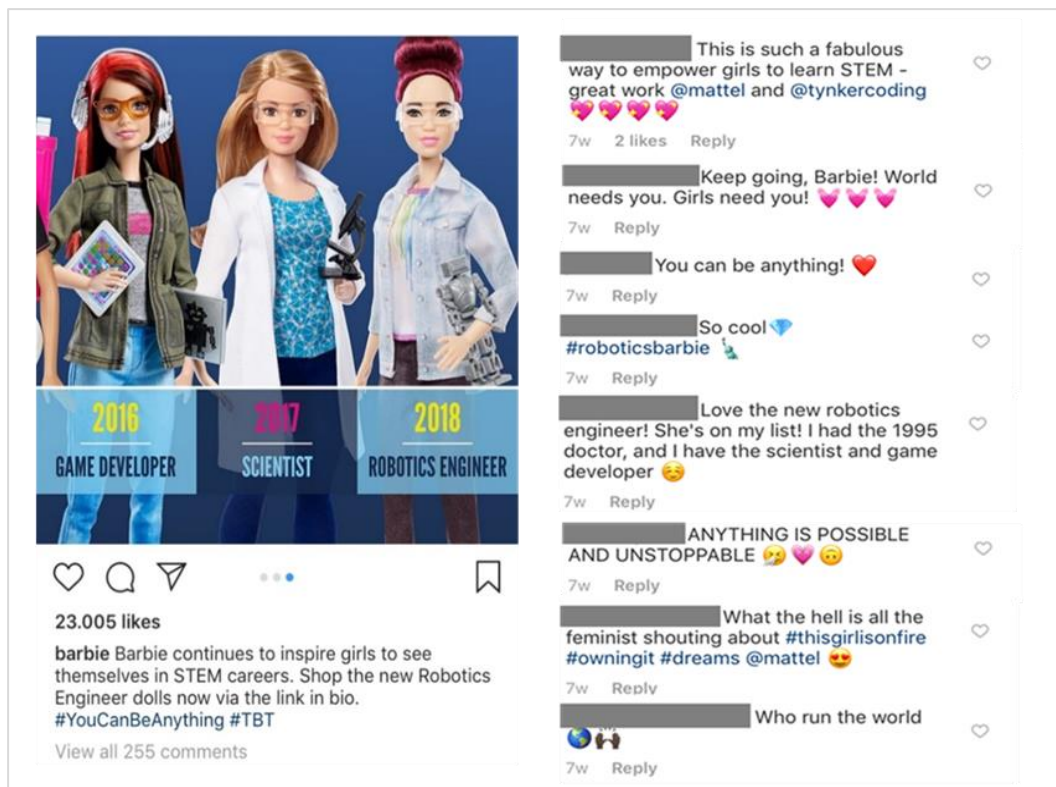 2016
GAME DEVELOPER
2017
SCIENTIST
2018
ROBOTICS ENGINEER
23.005 likes
barbie Barbie continues to inspire girls to see
themselves in STEM careers. Shop the new Robotics
Engineer dolls now via the link in bio.
#YouCanBeAnything #TBT
View all 255 comments
This is such a fabulous
way to empower girls to learn STEM -
great work @mattel and @tynkercoding
💖💖💖💖
7w 2 likes Reply
Keep going, Barbie! World
needs you. Girls need you! 💓💓💓
7w Reply
You can be anything! ❤️
7w Reply
So cool💎
#roboticsbarbie 🗽
7w Reply
Love the new robotics
engineer! She's on my list! I had the 1995
doctor, and I have the scientist and game
developer ☺️
7w Reply
ANYTHING IS POSSIBLE
AND UNSTOPPABLE 🤧💗🙃
7w Reply
What the hell is all the
feminist shouting about #thisgirlisonfire
#owningit #dreams @mattel 😍
7w Reply
Who run the world
🌎🙌🏿
7w Reply